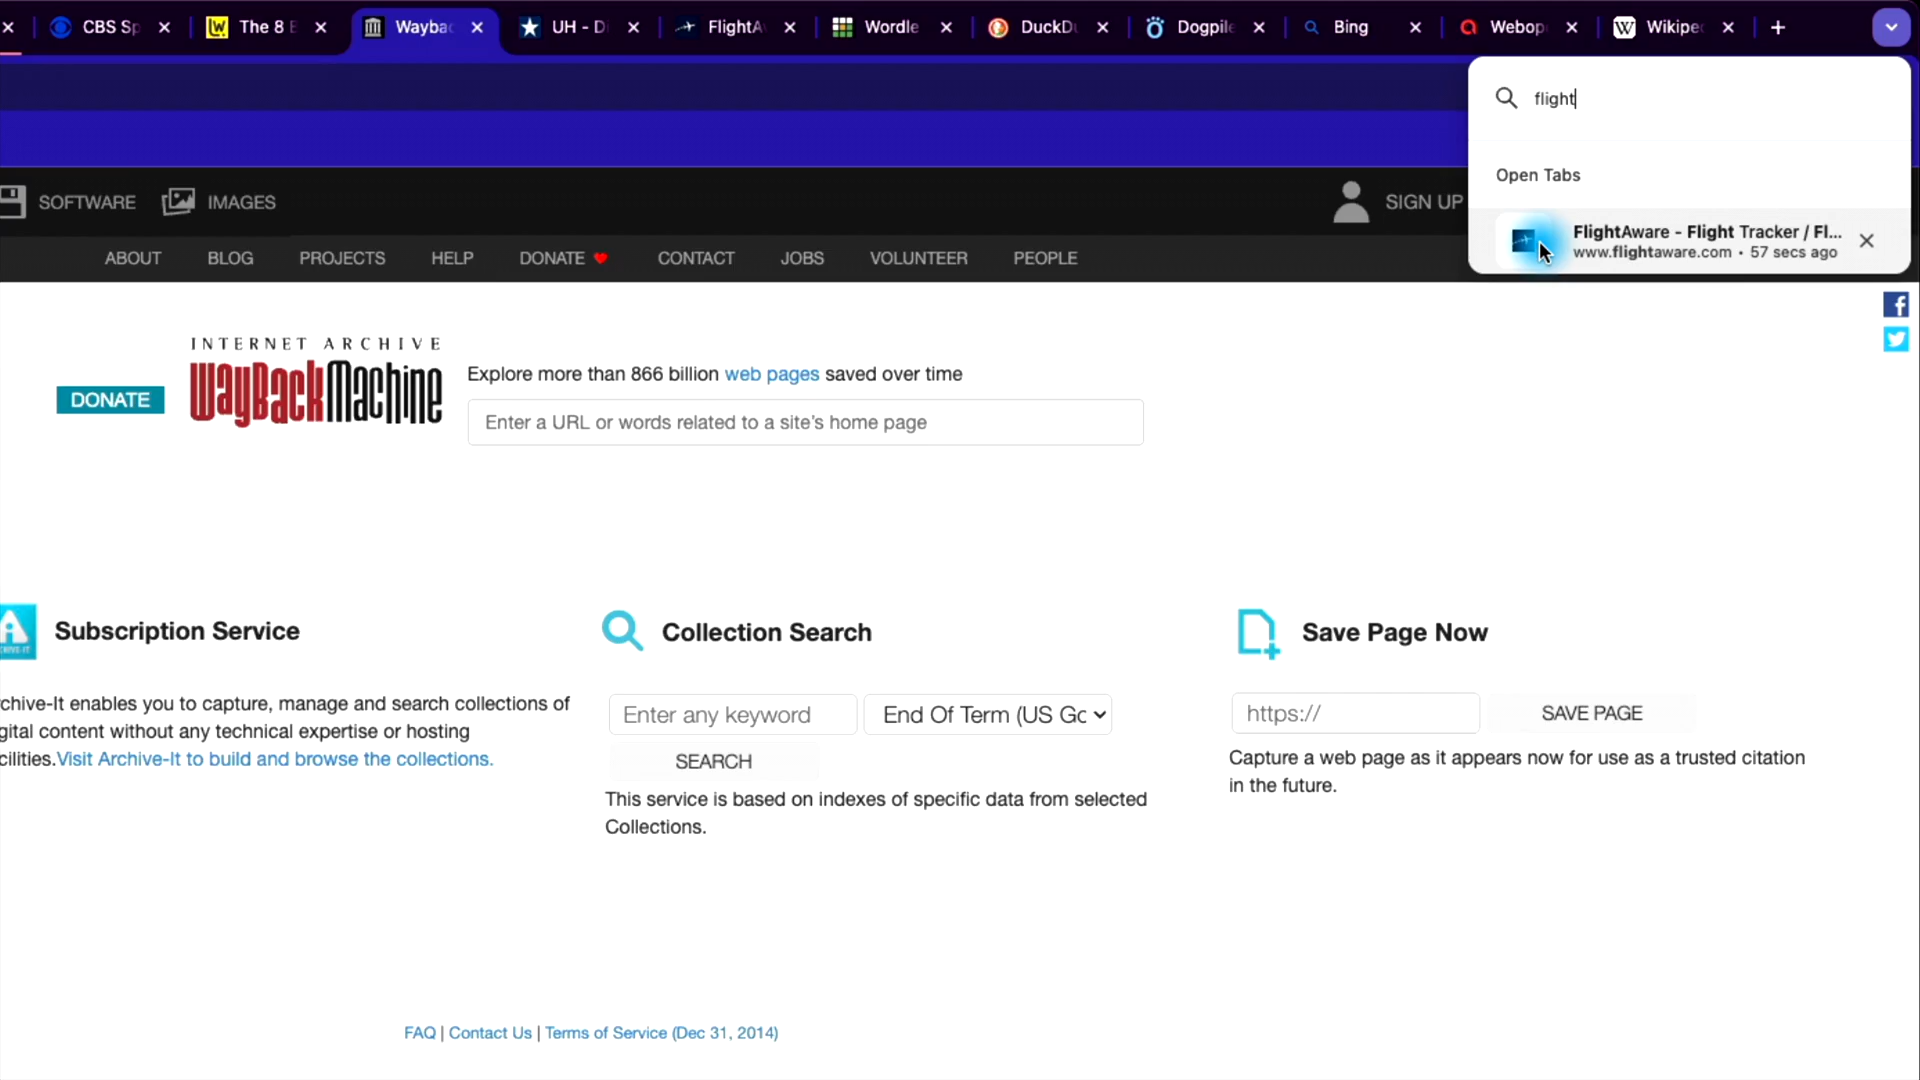 CBS Sp
The 8 E
Wayba
UH - Di
FlightA
Wordle
DuckDu
Dogpile
Bing
Webop
Wikipe
flight
Open Tabs
FlightAware - Flight Tracker / Fl...
www.flightaware.com • 57 secs ago
SOFTWARE IMAGES SIGN UP
ABOUT BLOG PROJECTS HELP DONATE CONTACT JOBS VOLUNTEER PEOPLE
INTERNET ARCHIVE
WayBackMachine
DONATE
Explore more than 866 billion web pages saved over time
Enter a URL or words related to a site's home page
Subscription Service
rchive-It enables you to capture, manage and search collections of
gital content without any technical expertise or hosting
cilities.Visit Archive-It to build and browse the collections.
Collection Search
Enter any keyword
End Of Term (US Gc
SEARCH
This service is based on indexes of specific data from selected
Collections.
Save Page Now
https://
SAVE PAGE
Capture a web page as it appears now for use as a trusted citation
in the future.
FAQ | Contact Us | Terms of Service (Dec 31, 2014)